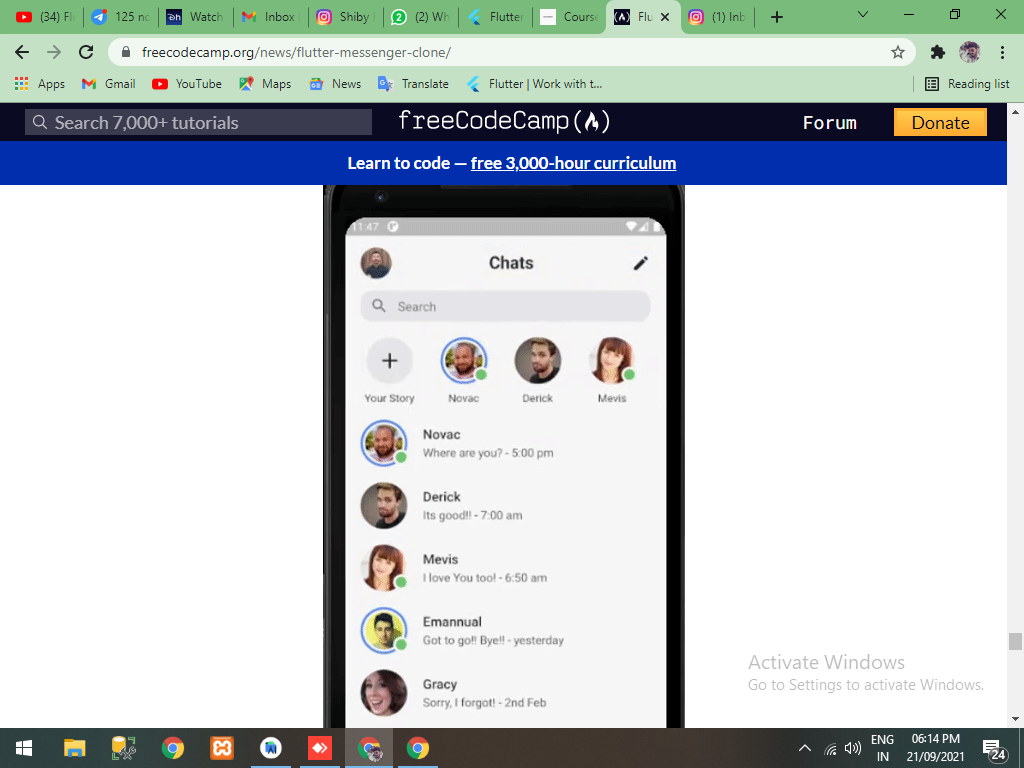 (34) Fl
125 no
Watch
Inbox
Shiby
(2) Wh
Flutter
Course
Flu
(1) Inb
freecodecamp.org/news/flutter-messenger-clone/
Apps
Gmail
YouTube
Maps
News
Translate
Flutter | Work with t...
Reading list
Search 7,000+ tutorials
freeCodeCamp
Forum
Donate
Learn to code — free 3,000-hour curriculum
11:47
Chats
Search
Your Story
Novac
Derick
Mevis
Novac
Where are you? - 5:00 pm
Derick
Its good!! - 7:00 am
Mevis
I love You too! - 6:50 am
Emannual
Got to go!! Bye!! - yesterday
Gracy
Sorry, I forgot! - 2nd Feb
Activate Windows
Go to Settings to activate Windows.
ENG
IN
06:14 PM
21/09/2021
24